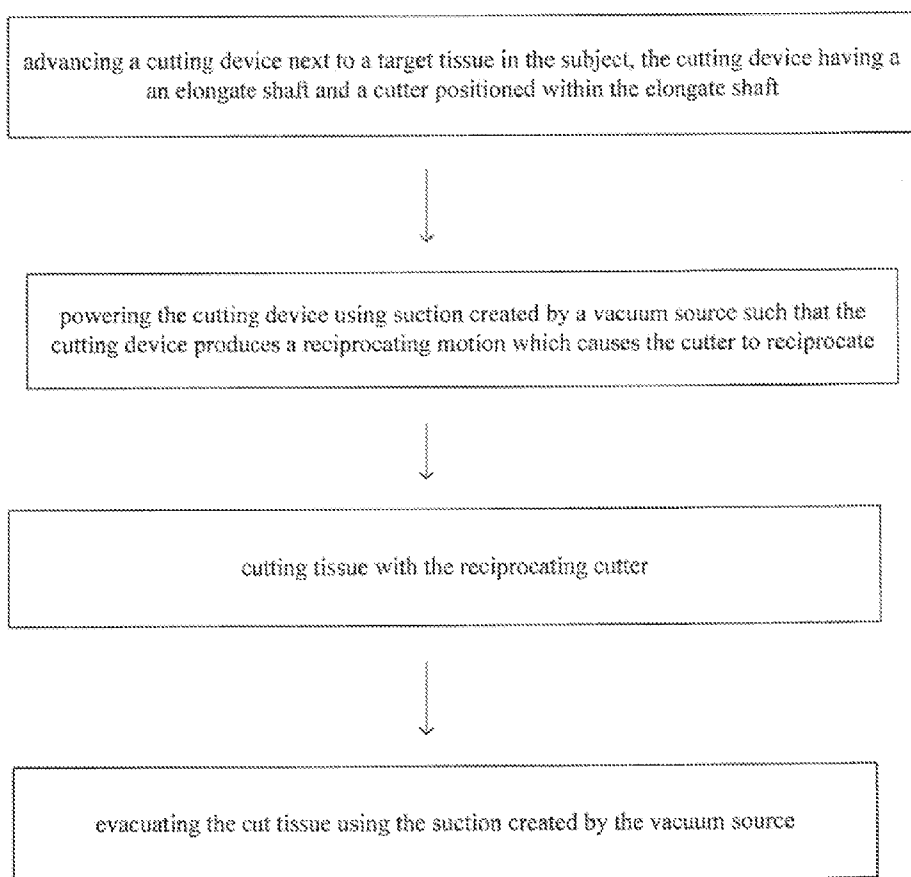 advancing a cutting device next to a target tissue in the subject, the cutting device having a
an elongate shaft and a cutter positioned within the elongate shaft
powering the cutting device using suction created by a vacuum source such that the
cutting device produces a reciprocating motion which causes the cutter to reciprocate
cutting tissue with the reciprocating cutter
evacuating the cut tissue using the suction created by the vacuum source